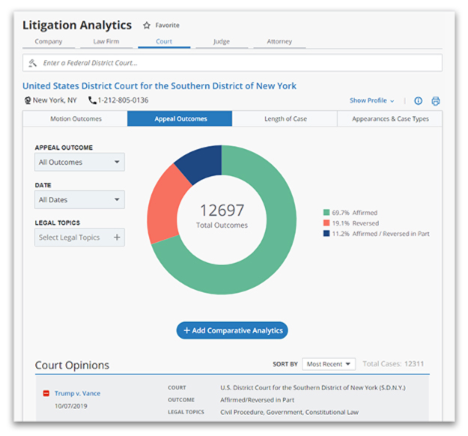 Litigation Analytics Favorite
Company Law Firm Court Judge Attorney
Enter a Federal District Court...
United States District Court for the Southern District of New York
New York, NY 1-212-805-0136 Show Profile
Motion Outcomes Appeal Outcomes Length of Case Appearances & Case Types
APPEAL OUTCOME
All Outcomes
DATE
All Dates
LEGAL TOPICS
Select Legal Topics +
12697
Total Outcomes
69.7% Affirmed
19.1% Reversed
11.2% Affirmed / Reversed in Part
+ Add Comparative Analytics
Court Opinions SORT BY Most Recent Total Cases: 12311
Trump v. Vance COURT U.S. District Court for the Southern District of New York (S.D.N.Y.)
10/07/2019 OUTCOME Affirmed/Reversed in Part
LEGAL TOPICS Civil Procedure, Government, Constitutional Law